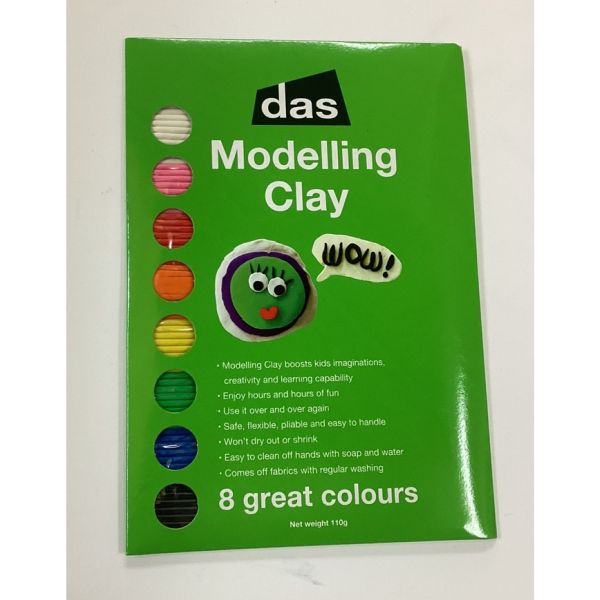 das
Modelling
Clay
WOW!
• Modelling Clay boosts kids imaginations,
creativity and learning capability
• Enjoy hours and hours of fun
• Use it over and over again
• Safe, flexible, pliable and easy to handle
• Won't dry out or shrink
• Easy to clean off hands with soap and water
• Comes off fabrics with regular washing
8 great colours
Net weight 110g